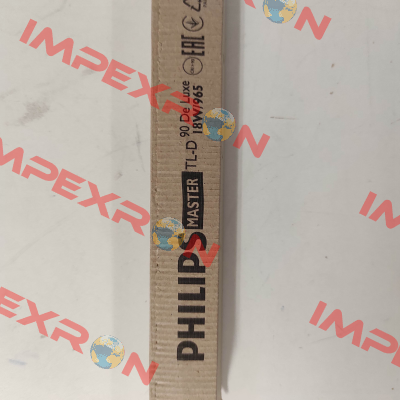 PHILIPS MASTER TL-D 90 De Luxe
18W/965
EAC
IMPEXRON
IMPEXRON
IMPEXRON
IMPEXRON
IMPEXRON